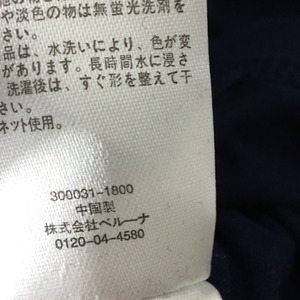 や淡色の物は無蛍光洗剤を
さい。
品は、水洗いにより、色が変
ります。長時間水に浸さ
洗濯後は、すぐ形を整えて干
さい。
ネット使用。
300031-1800
中国製
株式会社ベルーナ
0120-04-4580